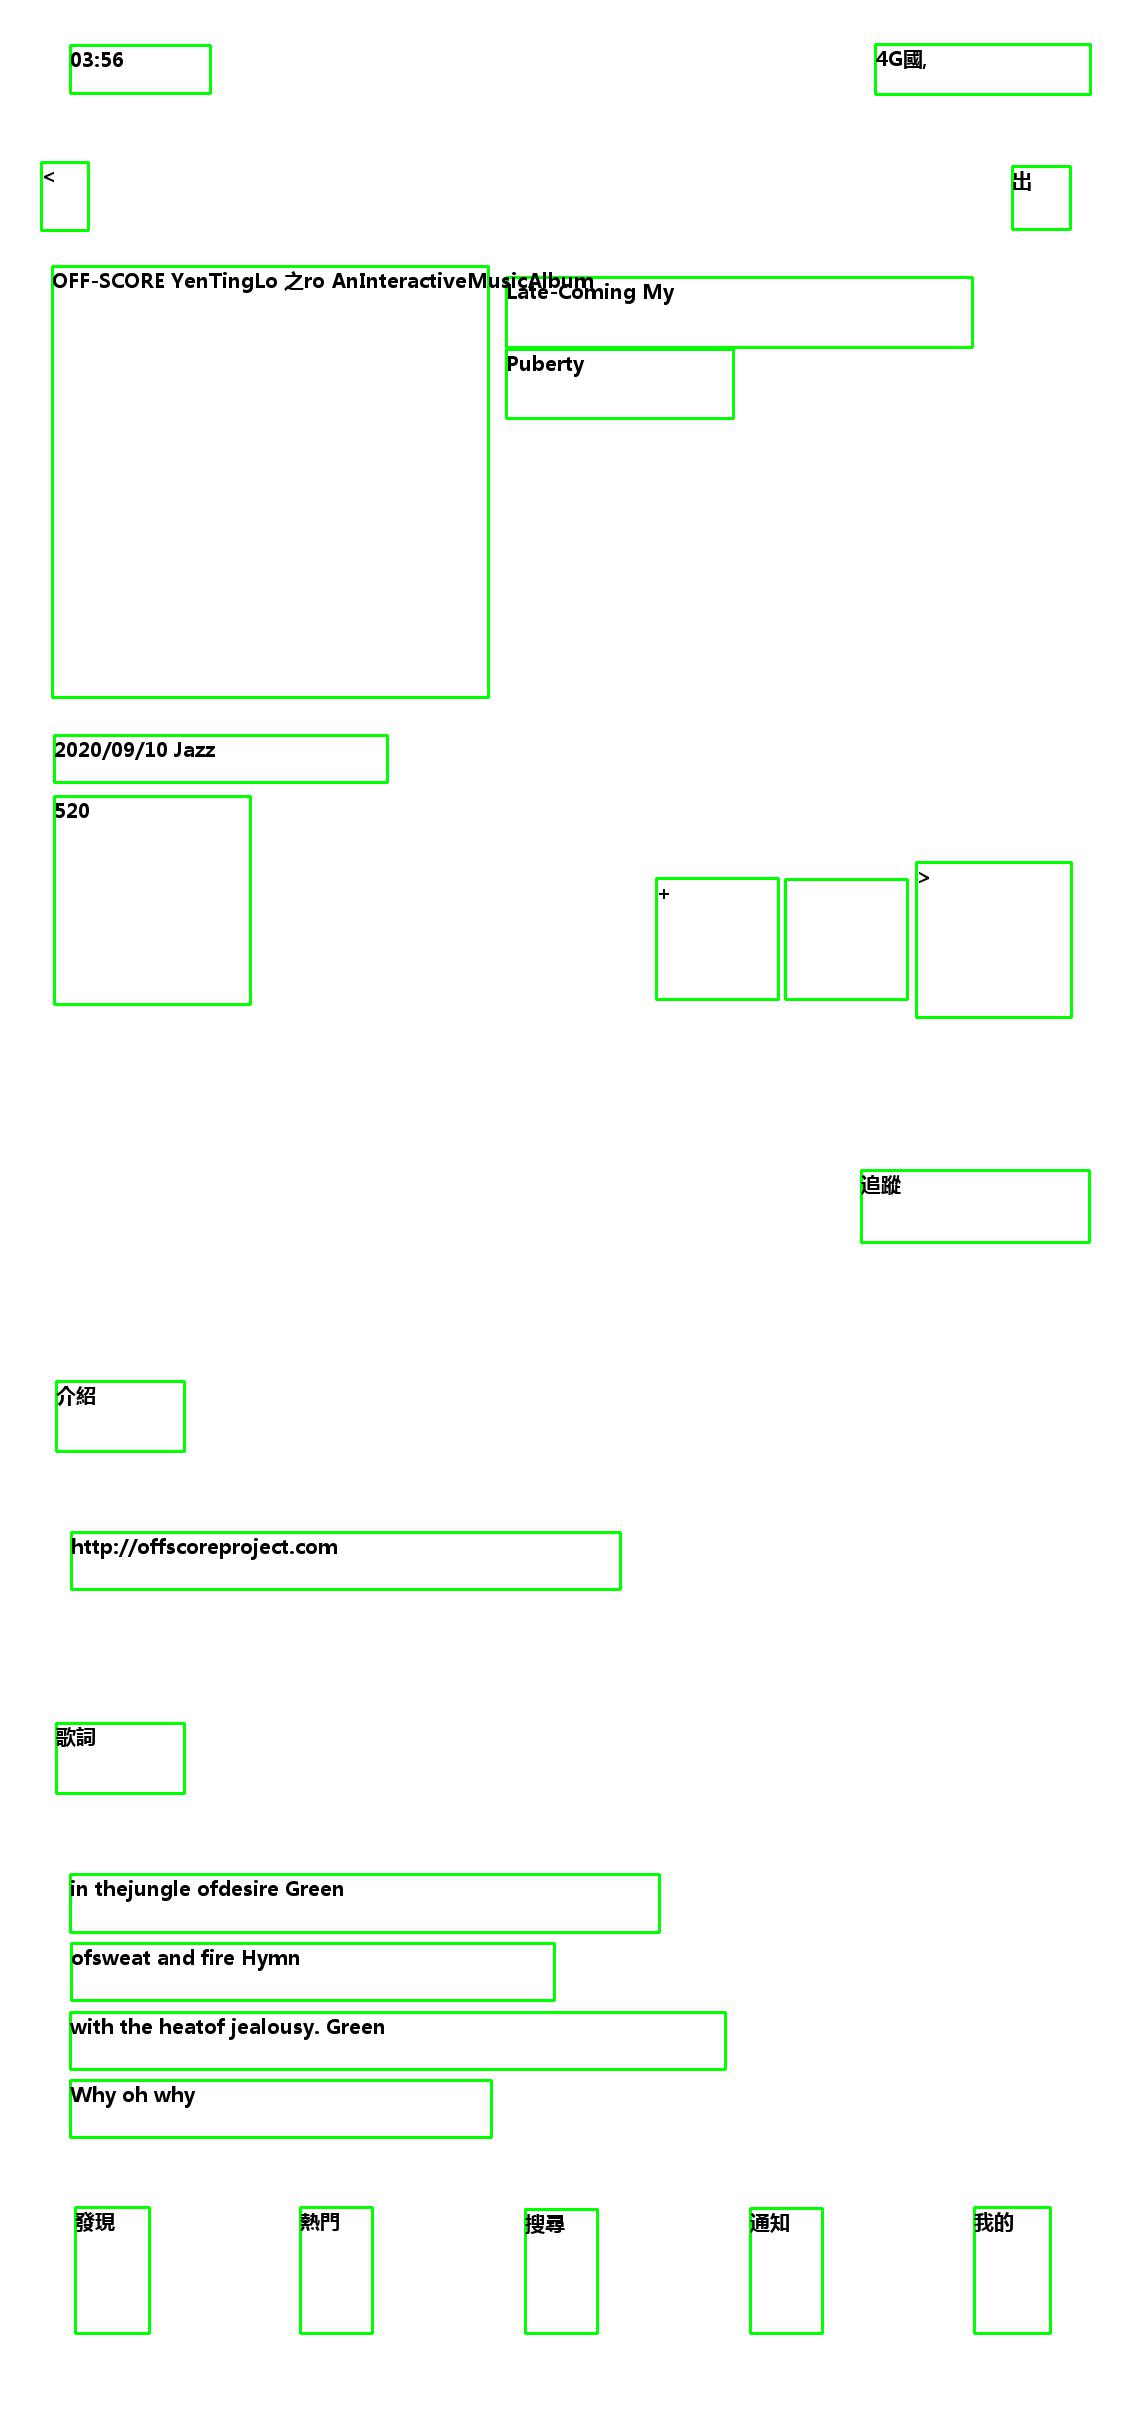 03:56
4G國,
<
出
OFF-SCORE YenTingLo 之ro AnInteractiveMusicAlbum
Late-Coming My
Puberty
2020/09/10 Jazz
520
+
>
追蹤
介紹
http://offscoreproject.com
歌詞
in thejungle ofdesire Green
ofsweat and fire Hymn
with the heatof jealousy. Green
Why oh why
發現
熱門
搜尋
通知
我的